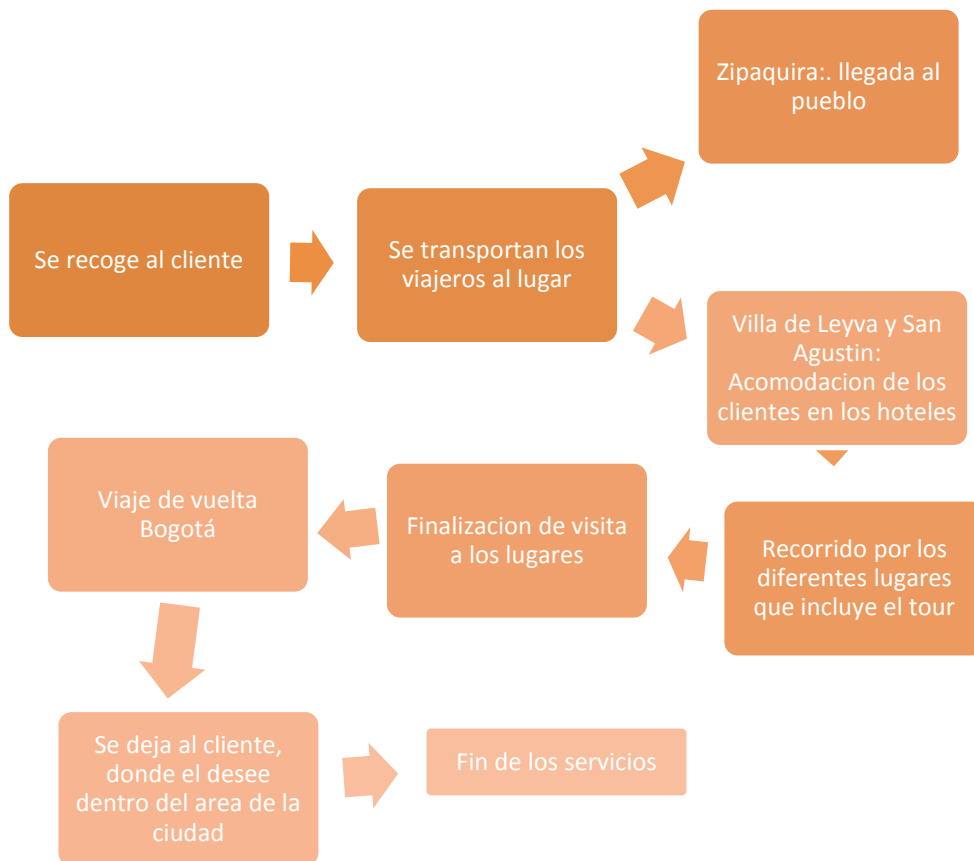 Se recoge al cliente
Se transportan los
viajeros al lugar
Zipaquira:. llegada al
pueblo
Villa de Leyva y San
Agustin:
Acomodacion de los
clientes en los hoteles
Recorrido por los
diferentes lugares
que incluye el tour
Finalizacion de visita
a los lugares
Viaje de vuelta
Bogotá
Se deja al cliente,
donde el desee
dentro del area de la
ciudad
Fin de los servicios